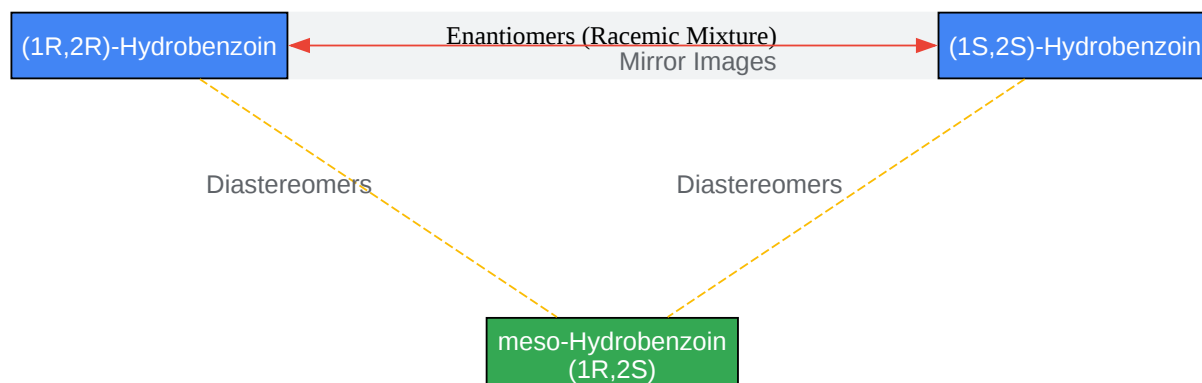 (1R,2R)-Hydrobenzoin
Enantiomers (Racemic Mixture)
Mirror Images
(1S,2S)-Hydrobenzoin
Diastereomers
Diastereomers
meso-Hydrobenzoin
(1R,2S)